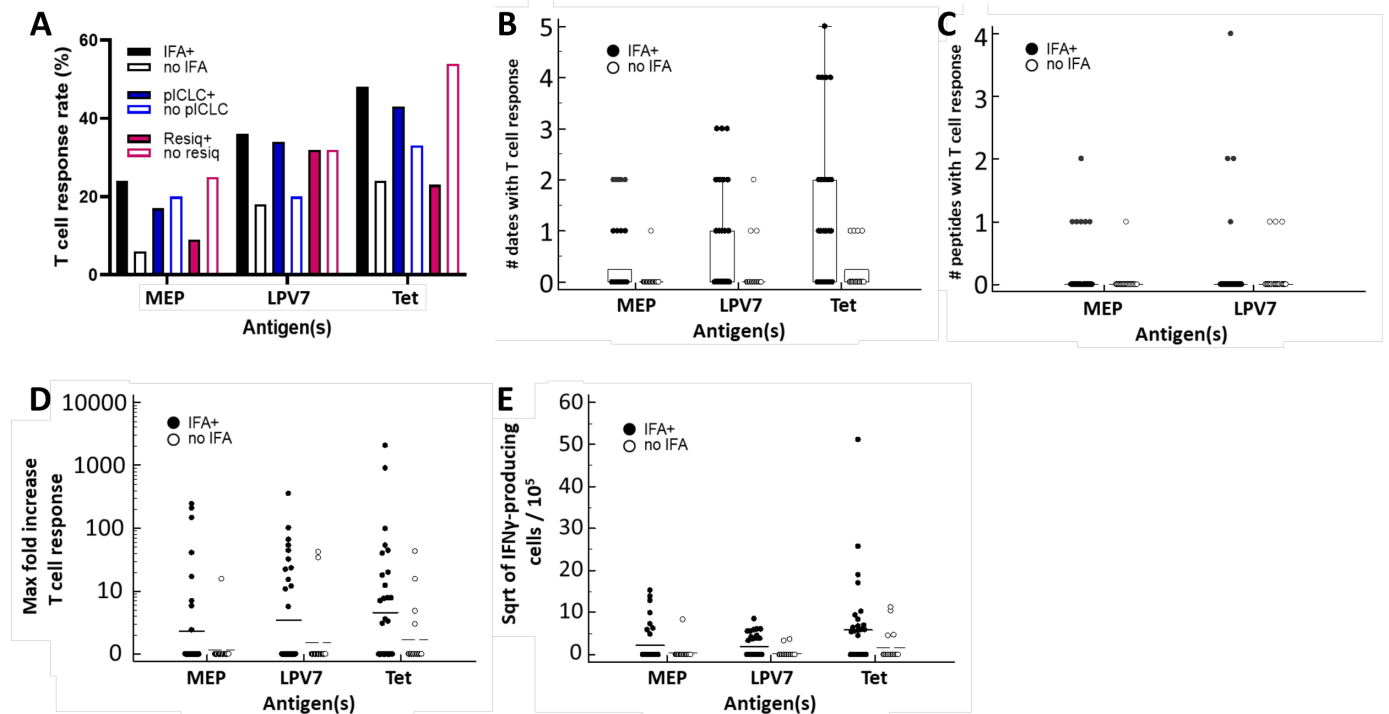 A
T cell response rate (%)
60
40
20
0
IFA+
no IFA
pICLC+
no pICLC
Resiq+
no resiq
MEP
LPV7
Tet
Antigen(s)
B
# dates with T cell response
5
4
3
2
1
0
IFA+
no IFA
MEP
LPV7
Tet
Antigen(s)
C
# peptides with T cell response
4
3
2
1
0
IFA+
no IFA
MEP
LPV7
Antigen(s)
D
Max fold increase
T cell response
10000
1000
100
10
0
IFA+
no IFA
MEP
LPV7
Tet
Antigen(s)
E
Sqrt of IFNγ-producing
cells / 10⁵
60
50
40
30
20
10
0
IFA+
no IFA
MEP
LPV7
Tet
Antigen(s)